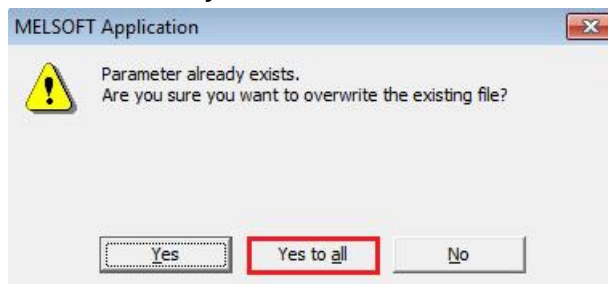 MELSOFT Application
Parameter already exists.
Are you sure you want to overwrite the existing file?
Yes
Yes to all
No